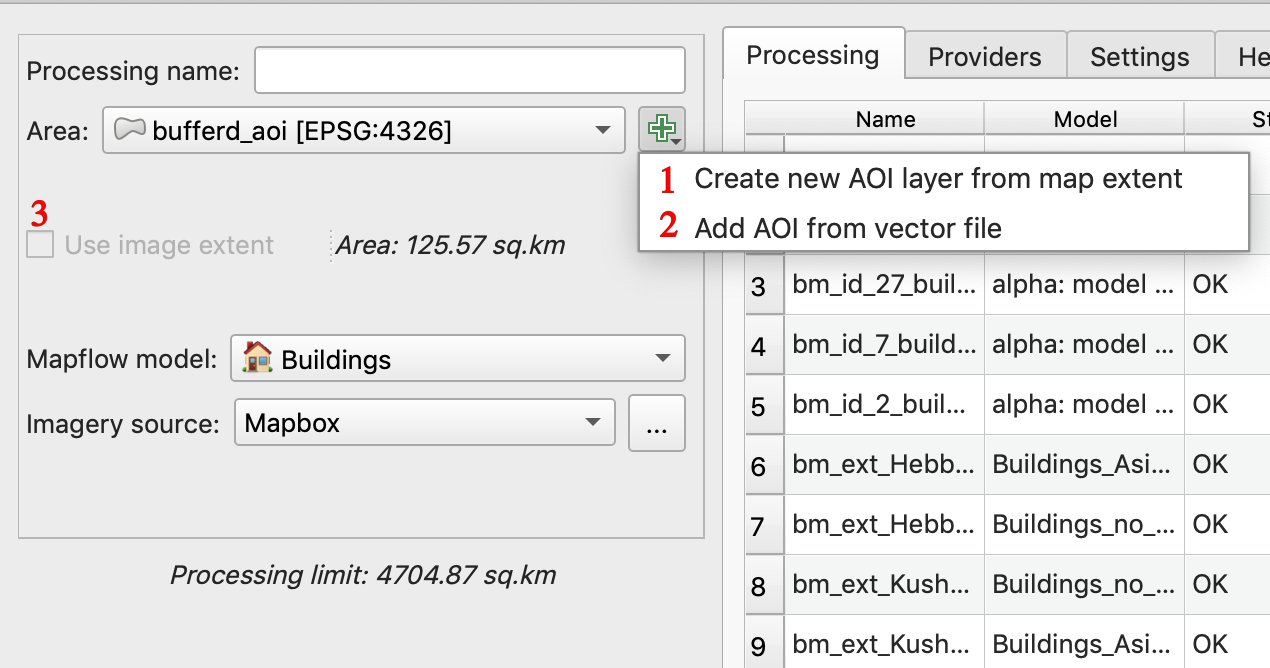 Processing name:
Area: bufferd_aoi [EPSG:4326]
3
Use image extent Area: 125.57 sq.km
Mapflow model: Buildings
Imagery source: Mapbox ...
Processing limit: 4704.87 sq.km
Processing Providers Settings He
Name Model St
1 Create new AOI layer from map extent
2 Add AOI from vector file
3 bm_id_27_buil... alpha: model ... OK
4 bm_id_7_build... alpha: model ... OK
5 bm_id_2_buil... alpha: model ... OK
6 bm_ext_Hebb... Buildings_Asi... OK
7 bm_ext_Hebb... Buildings_no_... OK
8 bm_ext_Kush... Buildings_no_... OK
9 bm_ext_Kush... Buildings_Asi... OK